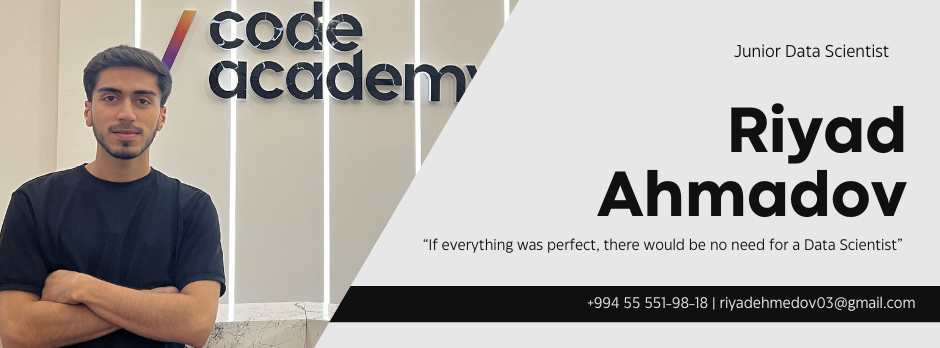 code
academy
Junior Data Scientist
Riyad
Ahmadov
“If everything was perfect, there would be no need for a Data Scientist”
+994 55 551-98-18 | riyadehmedov03@gmail.com